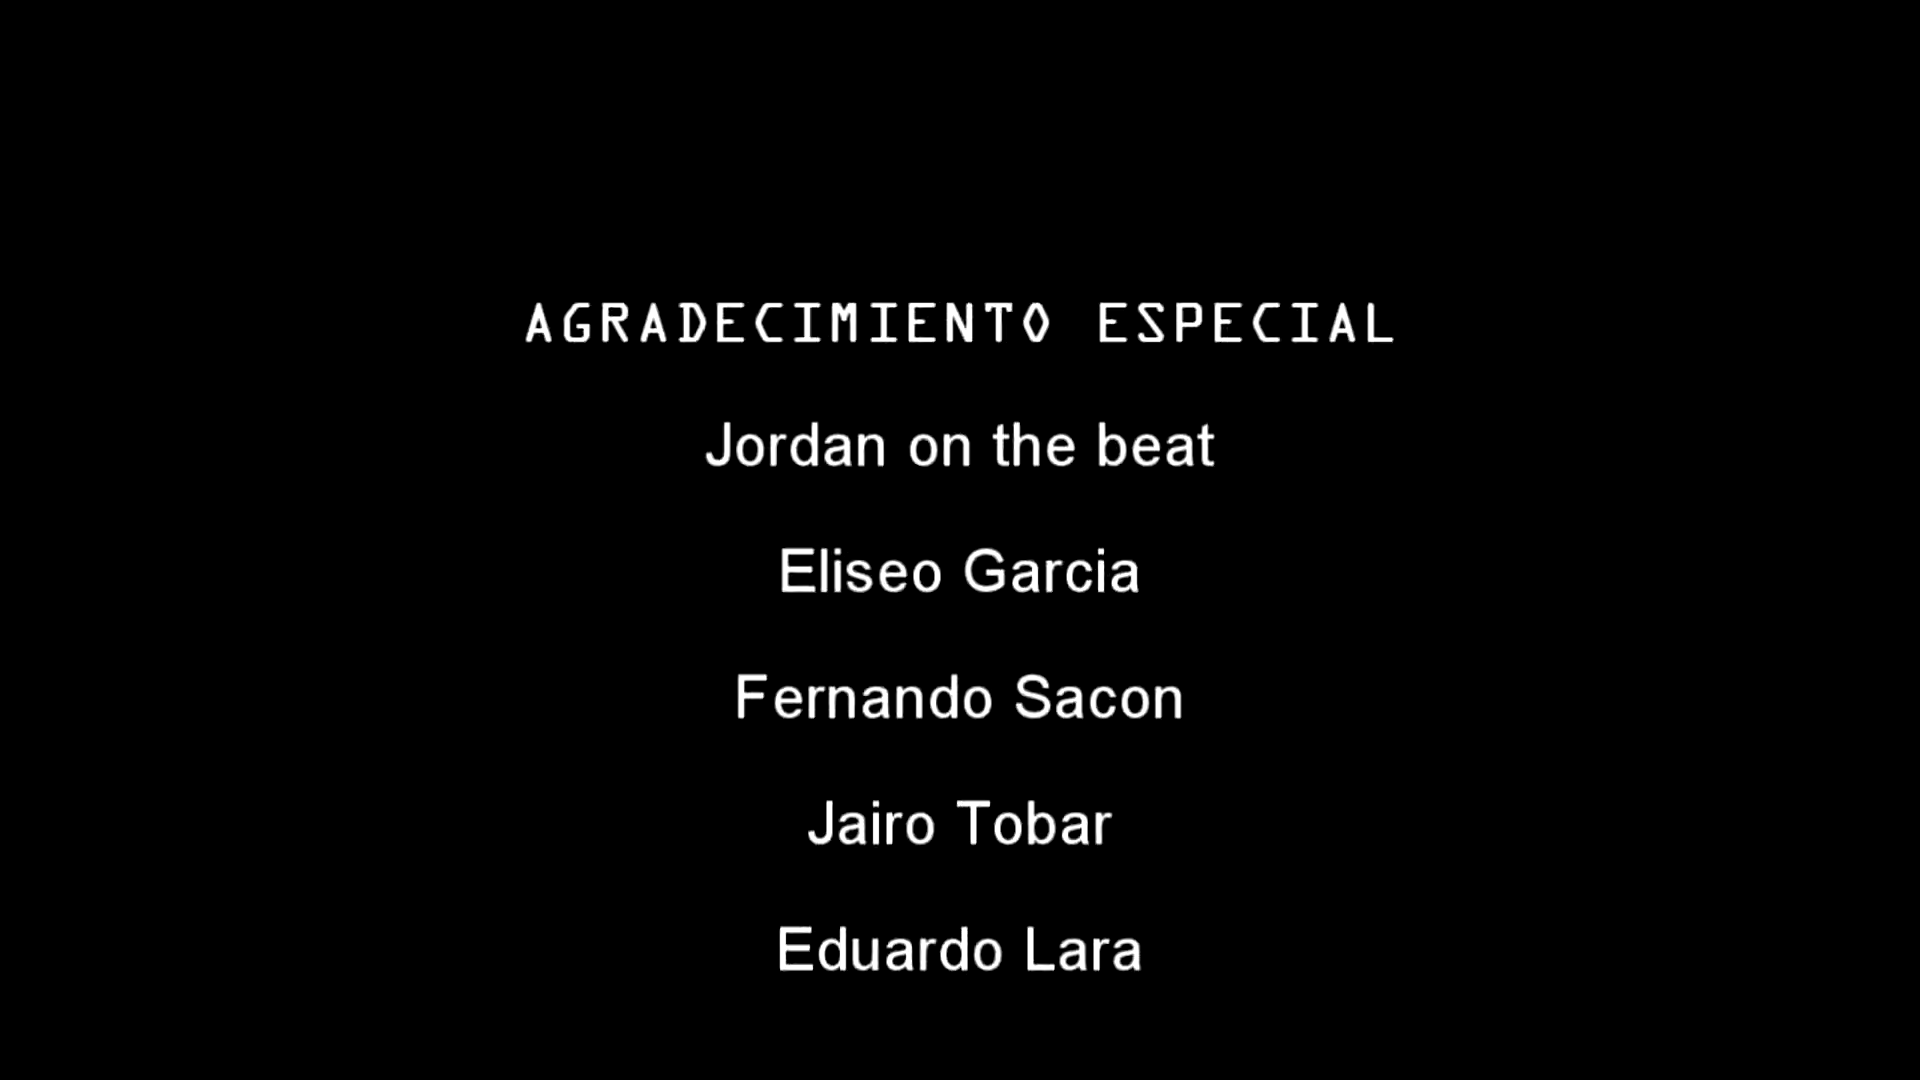 AGRADECIMIENTO ESPECIAL
Jordan on the beat
Eliseo Garcia
Fernando Sacon
Jairo Tobar
Eduardo Lara